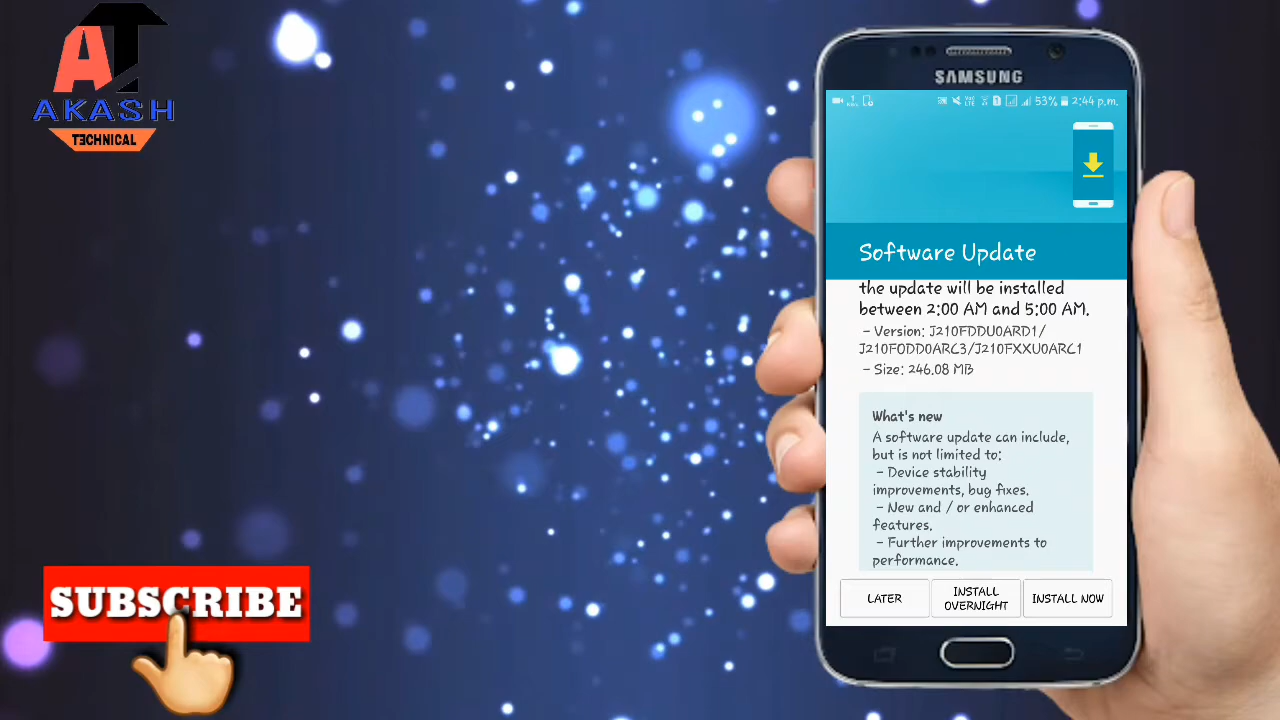 AT
AKASH
TECHNICAL
SUBSCRIBE
SAMSUNG
53% 2:44 p.m.
Software Update
the update will be installed
between 2:00 AM and 5:00 AM.
- Version: J210FDDU0ARD1/
J210FODD0ARC3/J210FXXU0ARC1
- Size: 246.08 MB
What's new
A software update can include,
but is not limited to:
- Device stability
improvements, bug fixes.
- New and / or enhanced
features.
- Further improvements to
performance.
LATER
INSTALL
OVERNIGHT
INSTALL NOW